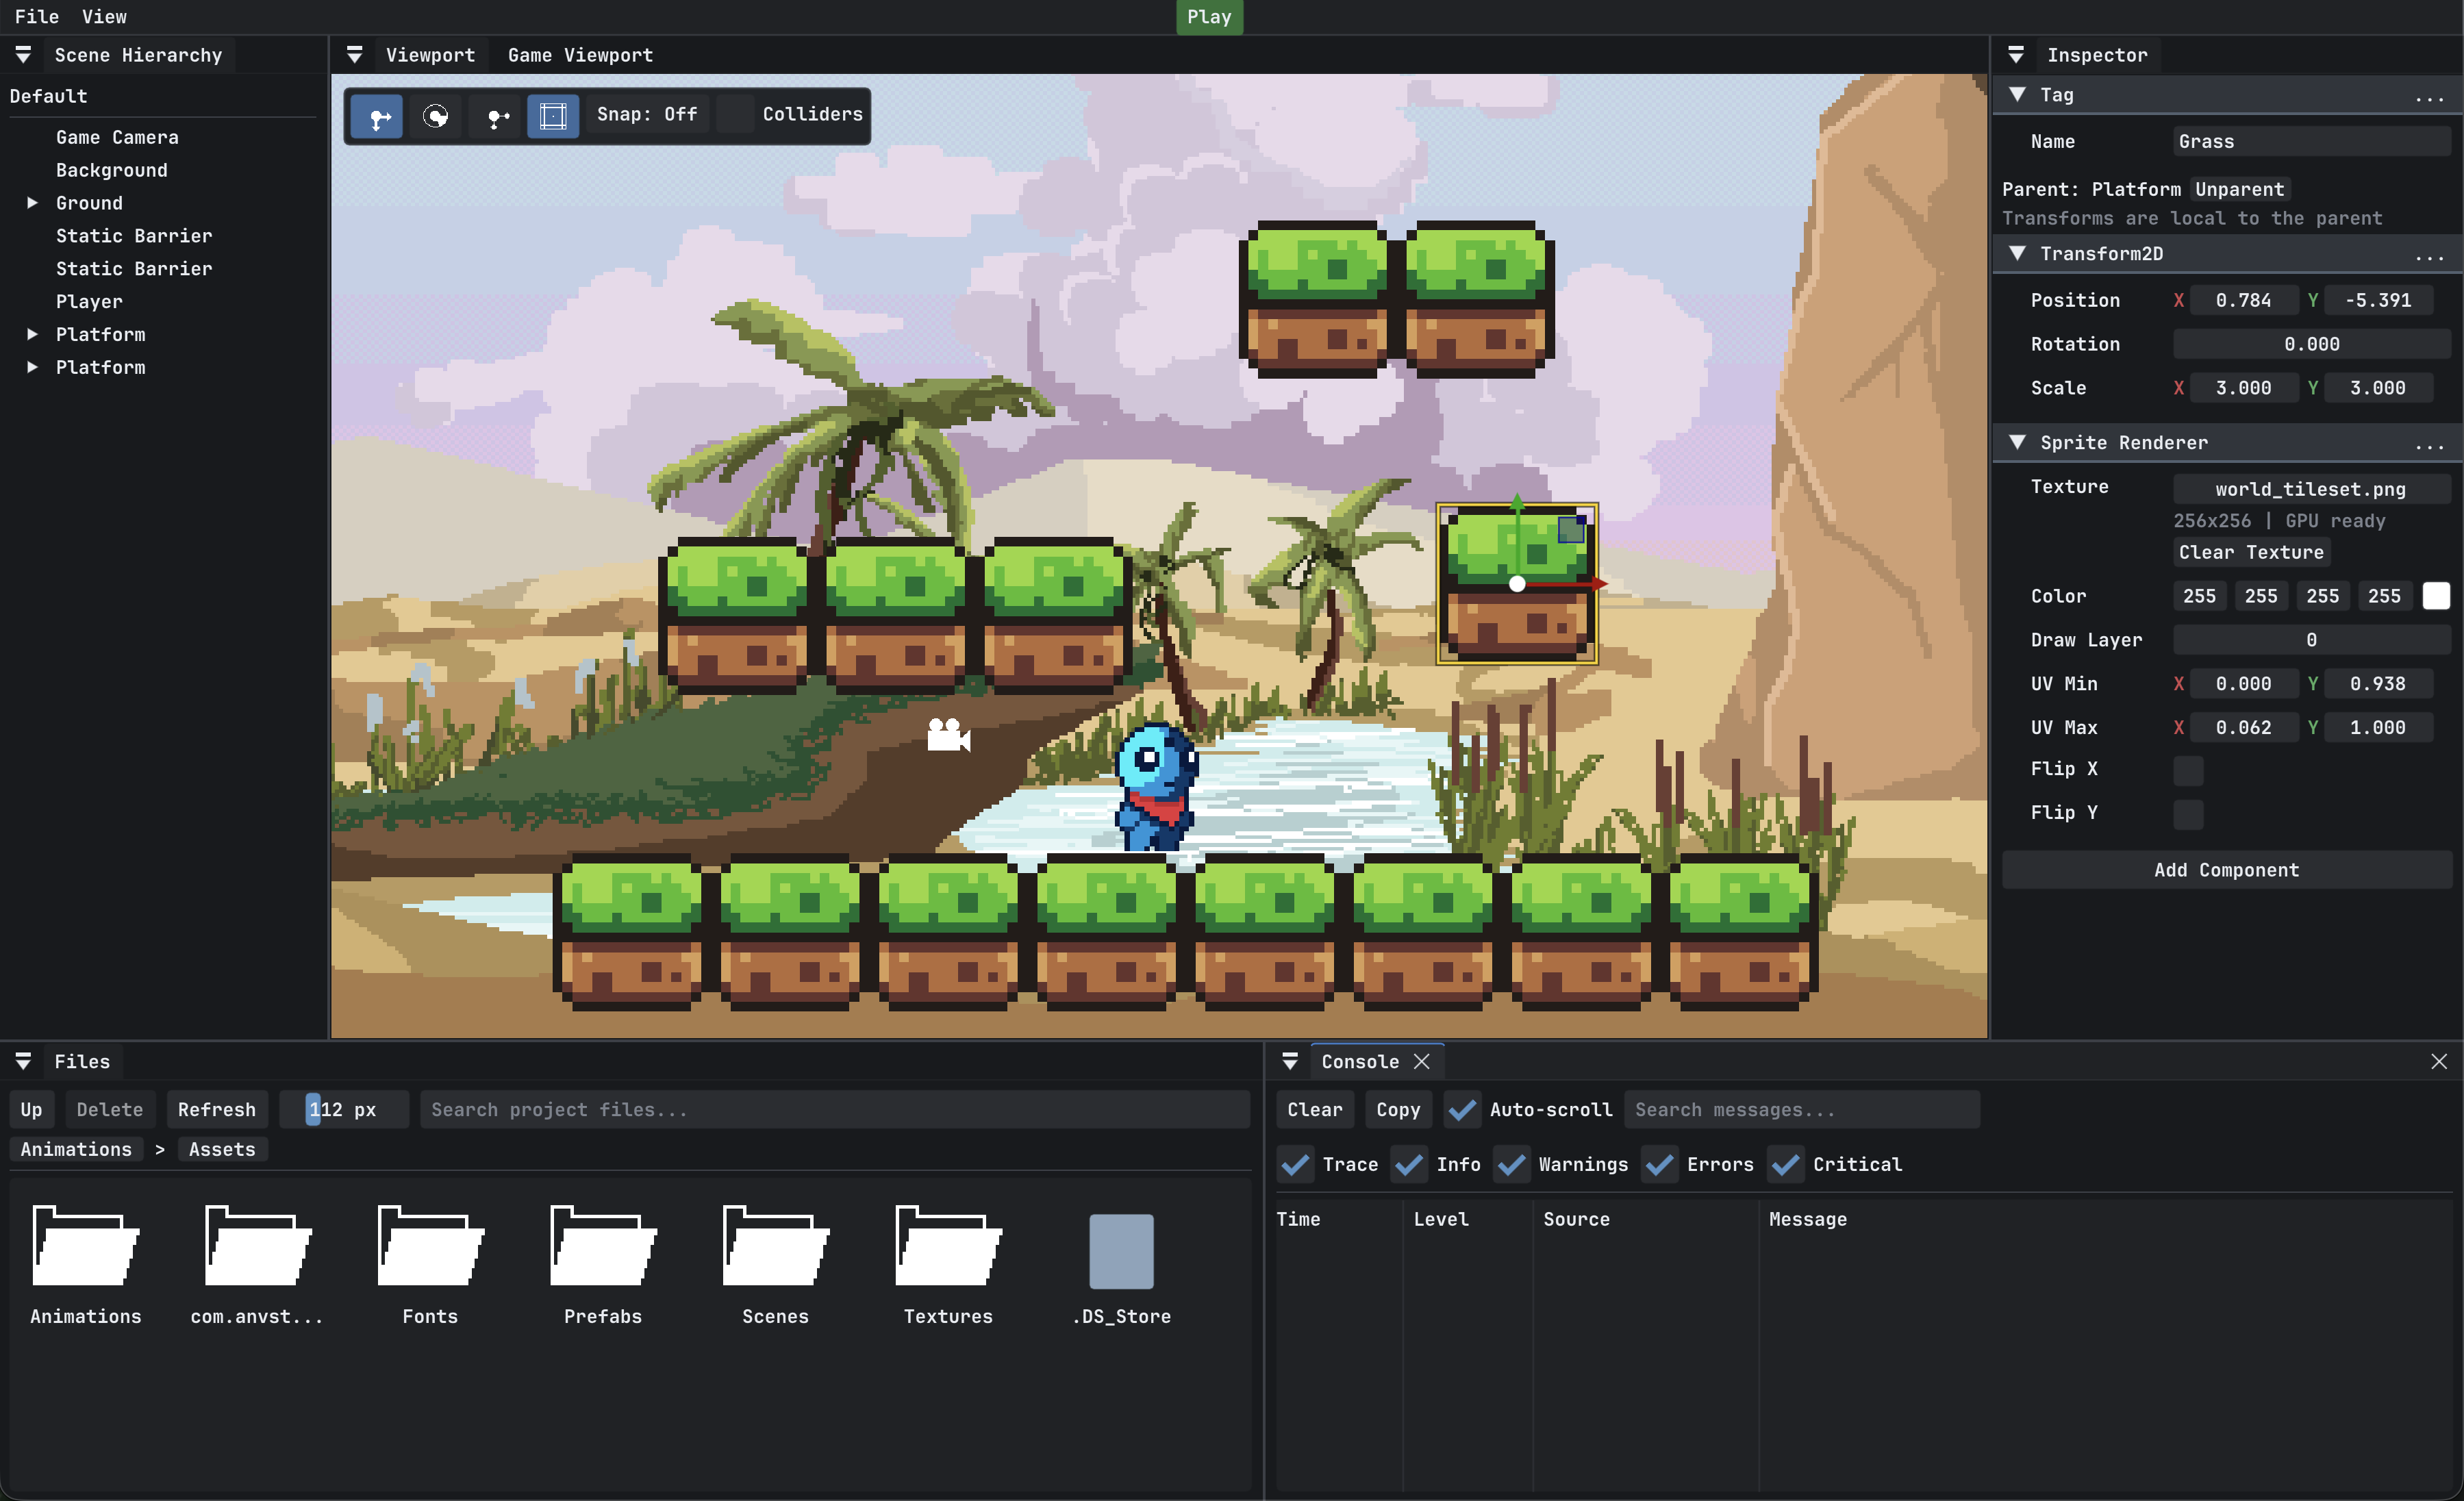 File View Play
Scene Hierarchy
Default
Game Camera
Background
Ground
Static Barrier
Static Barrier
Player
Platform
Platform
Viewport Game Viewport
Snap: Off Colliders
Inspector
Tag ...
Name Grass
Parent: Platform Unparent
Transforms are local to the parent
Transform2D ...
Position X 0.784 Y -5.391
Rotation 0.000
Scale X 3.000 Y 3.000
Sprite Renderer ...
Texture world_tileset.png
256x256 | GPU ready
Clear Texture
Color 255 255 255 255
Draw Layer 0
UV Min X 0.000 Y 0.938
UV Max X 0.062 Y 1.000
Flip X
Flip Y
Add Component
Files
Up Delete Refresh 112 px Search project files...
Animations > Assets
Animations com.anvst... Fonts Prefabs Scenes Textures .DS_Store
Console
Clear Copy Auto-scroll Search messages...
Trace Info Warnings Errors Critical
Time Level Source Message